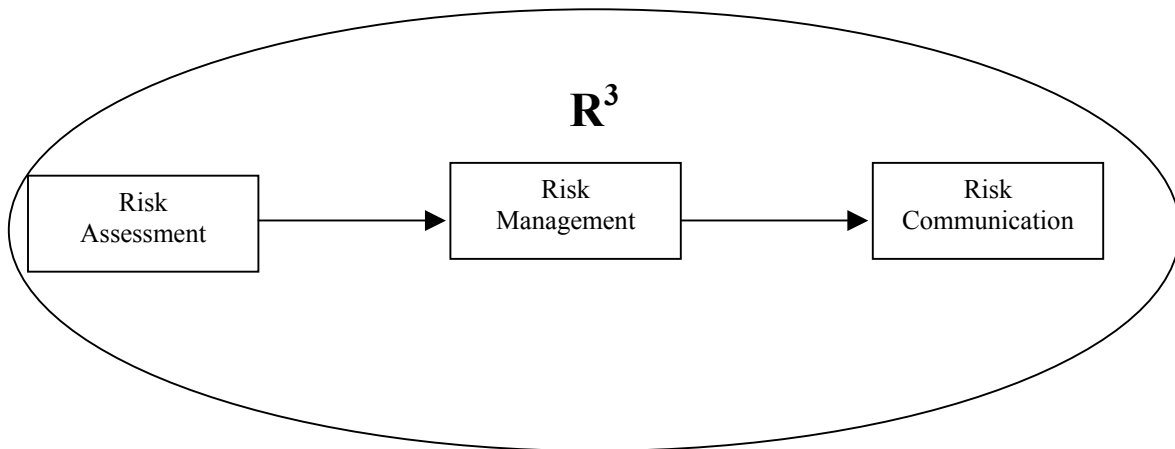 R³
Risk
Assessment
Risk
Management
Risk
Communication